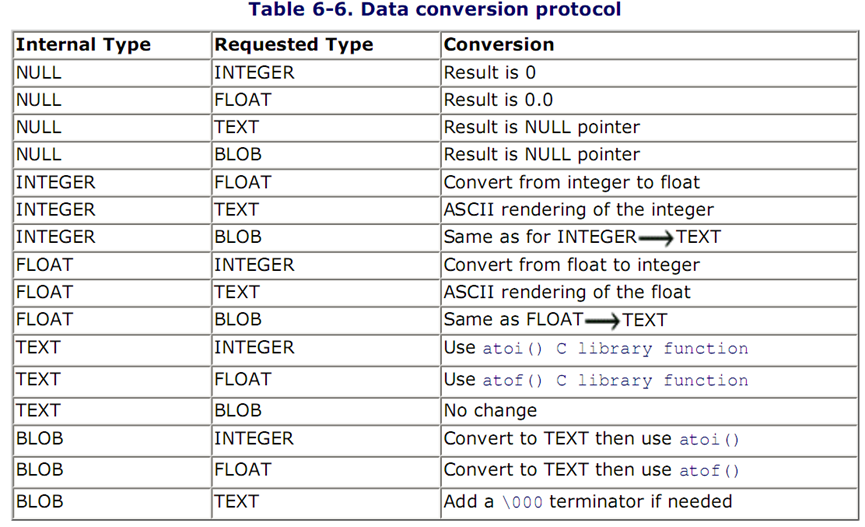 Table 6-6. Data conversion protocol
Internal Type Requested Type Conversion
NULL INTEGER Result is 0
NULL FLOAT Result is 0.0
NULL TEXT Result is NULL pointer
NULL BLOB Result is NULL pointer
INTEGER FLOAT Convert from integer to float
INTEGER TEXT ASCII rendering of the integer
INTEGER BLOB Same as for INTEGER→TEXT
FLOAT INTEGER Convert from float to integer
FLOAT TEXT ASCII rendering of the float
FLOAT BLOB Same as FLOAT→TEXT
TEXT INTEGER Use atoi() C library function
TEXT FLOAT Use atof() C library function
TEXT BLOB No change
BLOB INTEGER Convert to TEXT then use atoi()
BLOB FLOAT Convert to TEXT then use atof()
BLOB TEXT Add a \000 terminator if needed